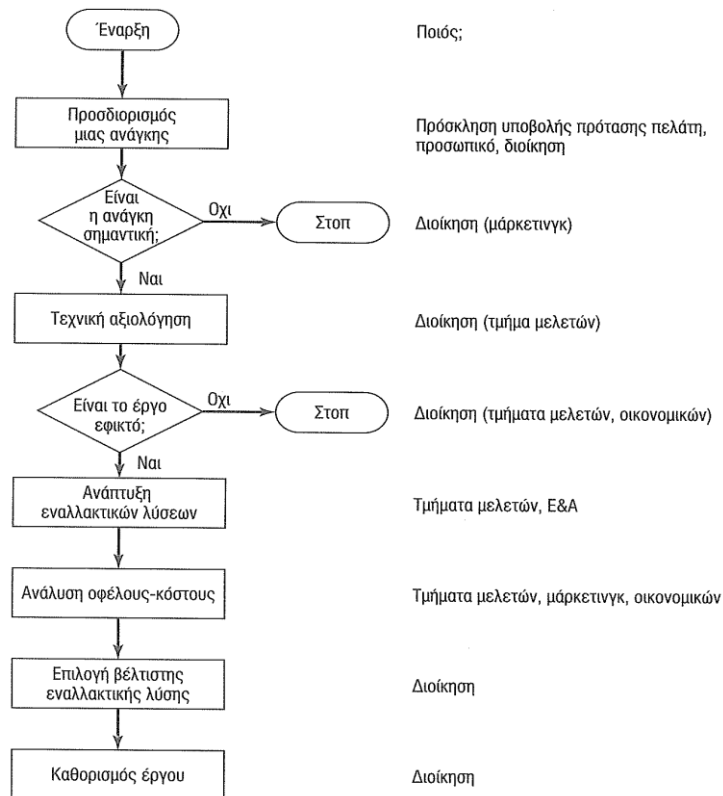 Έναρξη
Ποιός;
Προσδιορισμός
μιας ανάγκης
Πρόσκληση υποβολής πρότασης πελάτη,
προσωπικό, διοίκηση
Είναι
η ανάγκη
σημαντική;
Οχι
Στοπ
Διοίκηση (μάρκετινγκ)
Ναι
Τεχνική αξιολόγηση
Διοίκηση (τμήμα μελετών)
Είναι το έργο
εφικτό;
Οχι
Στοπ
Διοίκηση (τμήματα μελετών, οικονομικών)
Ναι
Ανάπτυξη
εναλλακτικών λύσεων
Τμήματα μελετών, Ε&Α
Ανάλυση οφέλους-κόστους
Τμήματα μελετών, μάρκετινγκ, οικονομικών
Επιλογή βέλτιστης
εναλλακτικής λύσης
Διοίκηση
Καθορισμός έργου
Διοίκηση